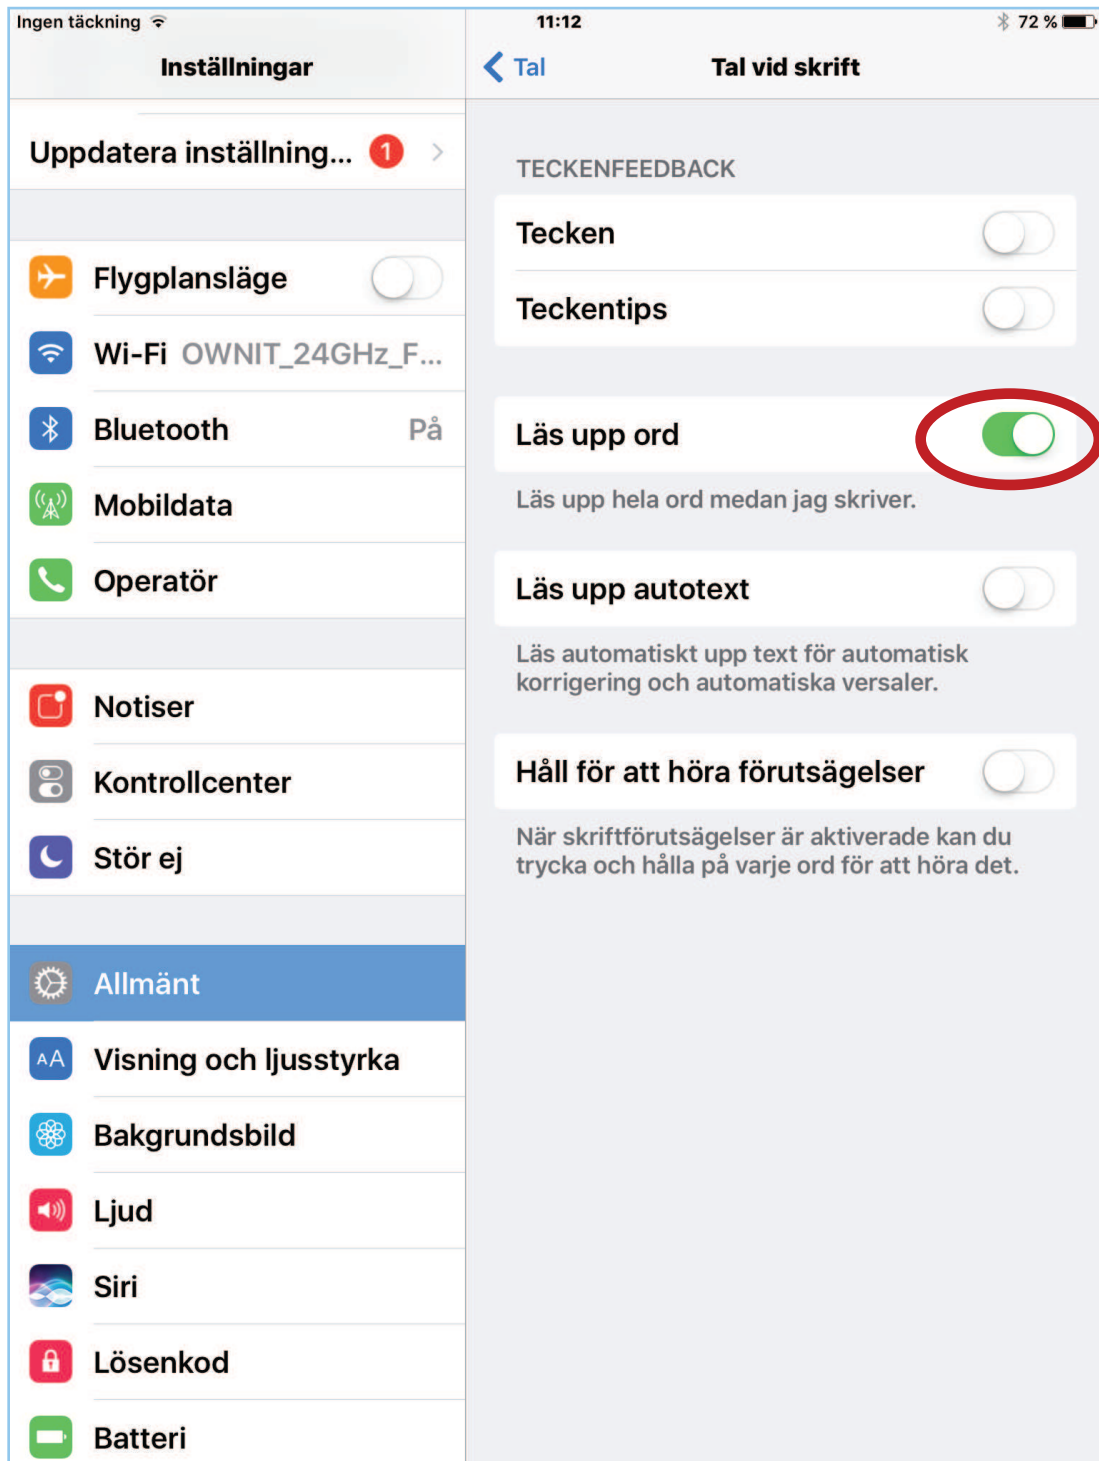 Ingen täckning
11:12
72 %
Inställningar
Tal
Tal vid skrift
Uppdatera inställning... 1
Flygplansläge
Wi-Fi OWNIT_24GHz_F...
Bluetooth På
Mobildata
Operatör
Notiser
Kontrollcenter
Stör ej
Allmänt
AA Visning och ljusstyrka
Bakgrundsbild
Ljud
Siri
Lösenkod
Batteri
TECKENFEEDBACK
Tecken
Teckentips
Läs upp ord
Läs upp hela ord medan jag skriver.
Läs upp autotext
Läs automatiskt upp text för automatisk
korrigering och automatiska versaler.
Håll för att höra förutsägelser
När skriftförutsägelser är aktiverade kan du
trycka och hålla på varje ord för att höra det.